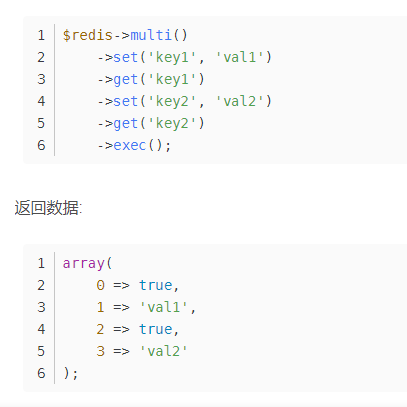 1 $redis->multi()
2     ->set('key1', 'val1')
3     ->get('key1')
4     ->set('key2', 'val2')
5     ->get('key2')
6     ->exec();
返回数据:
1 array(
2     0 => true,
3     1 => 'val1',
4     2 => true,
5     3 => 'val2'
6 );